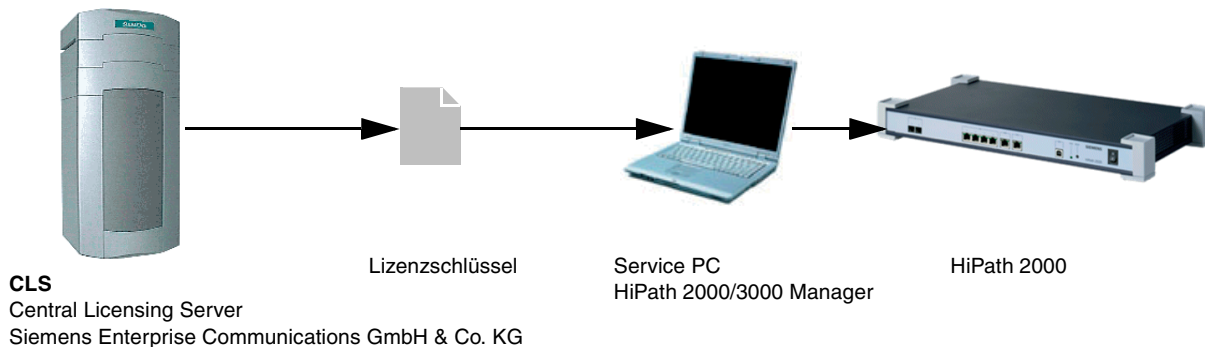 SIEMENS
CLS
Central Licensing Server
Siemens Enterprise Communications GmbH & Co. KG
Lizenzschlüssel
Service PC
HiPath 2000/3000 Manager
HiPath 2000